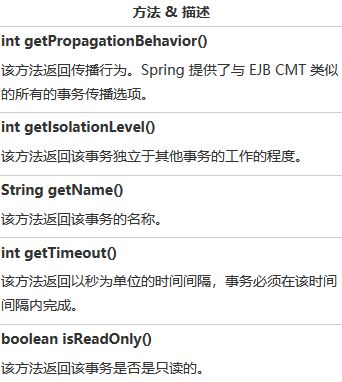 方法 & 描述
int getPropagationBehavior()
该方法返回传播行为。Spring 提供了与 EJB CMT 类似
的所有的事务传播选项。
int getIsolationLevel()
该方法返回该事务独立于其他事务的工作的程度。
String getName()
该方法返回该事务的名称。
int getTimeout()
该方法返回以秒为单位的时间间隔，事务必须在该时间
间隔内完成。
boolean isReadOnly()
该方法返回该事务是否是只读的。